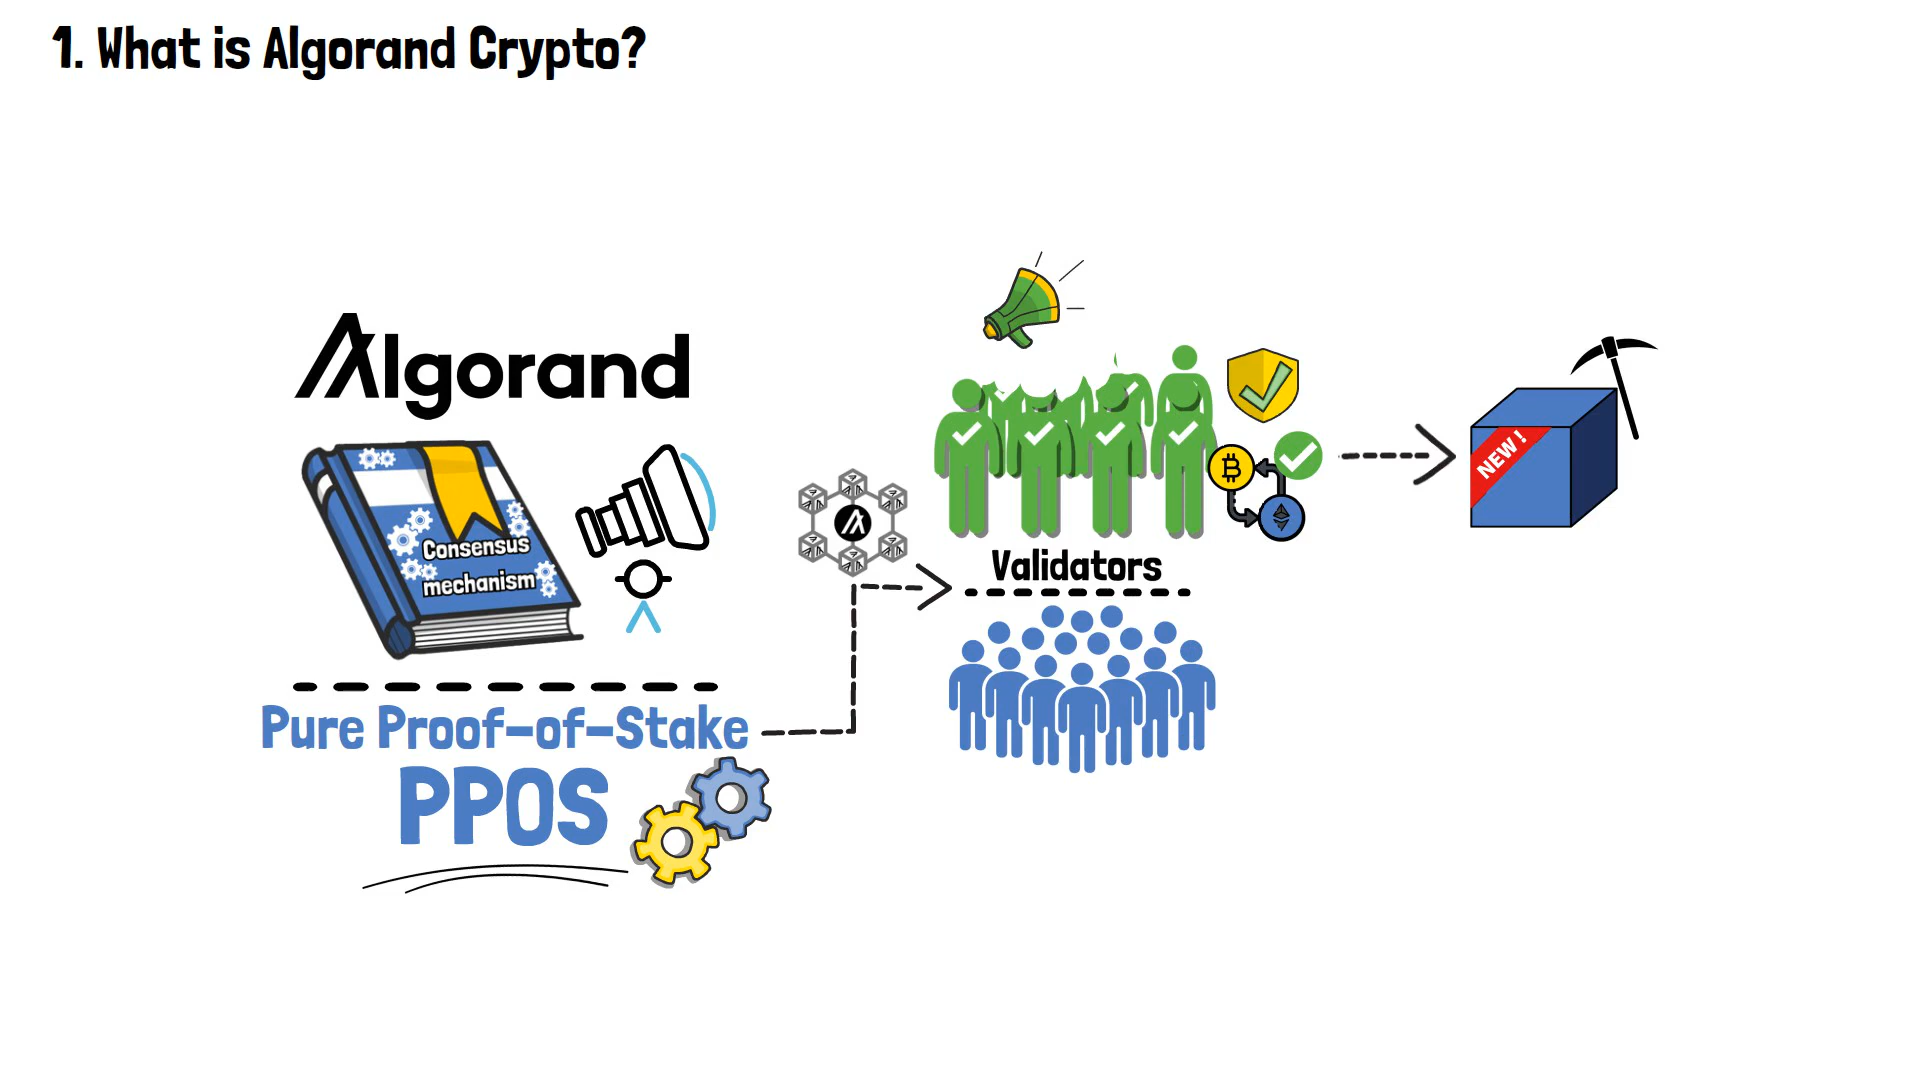 1. What is Algorand Crypto?
Algorand
Consensus
mechanism
Pure Proof-of-Stake
PPOS
Validators
NEW!